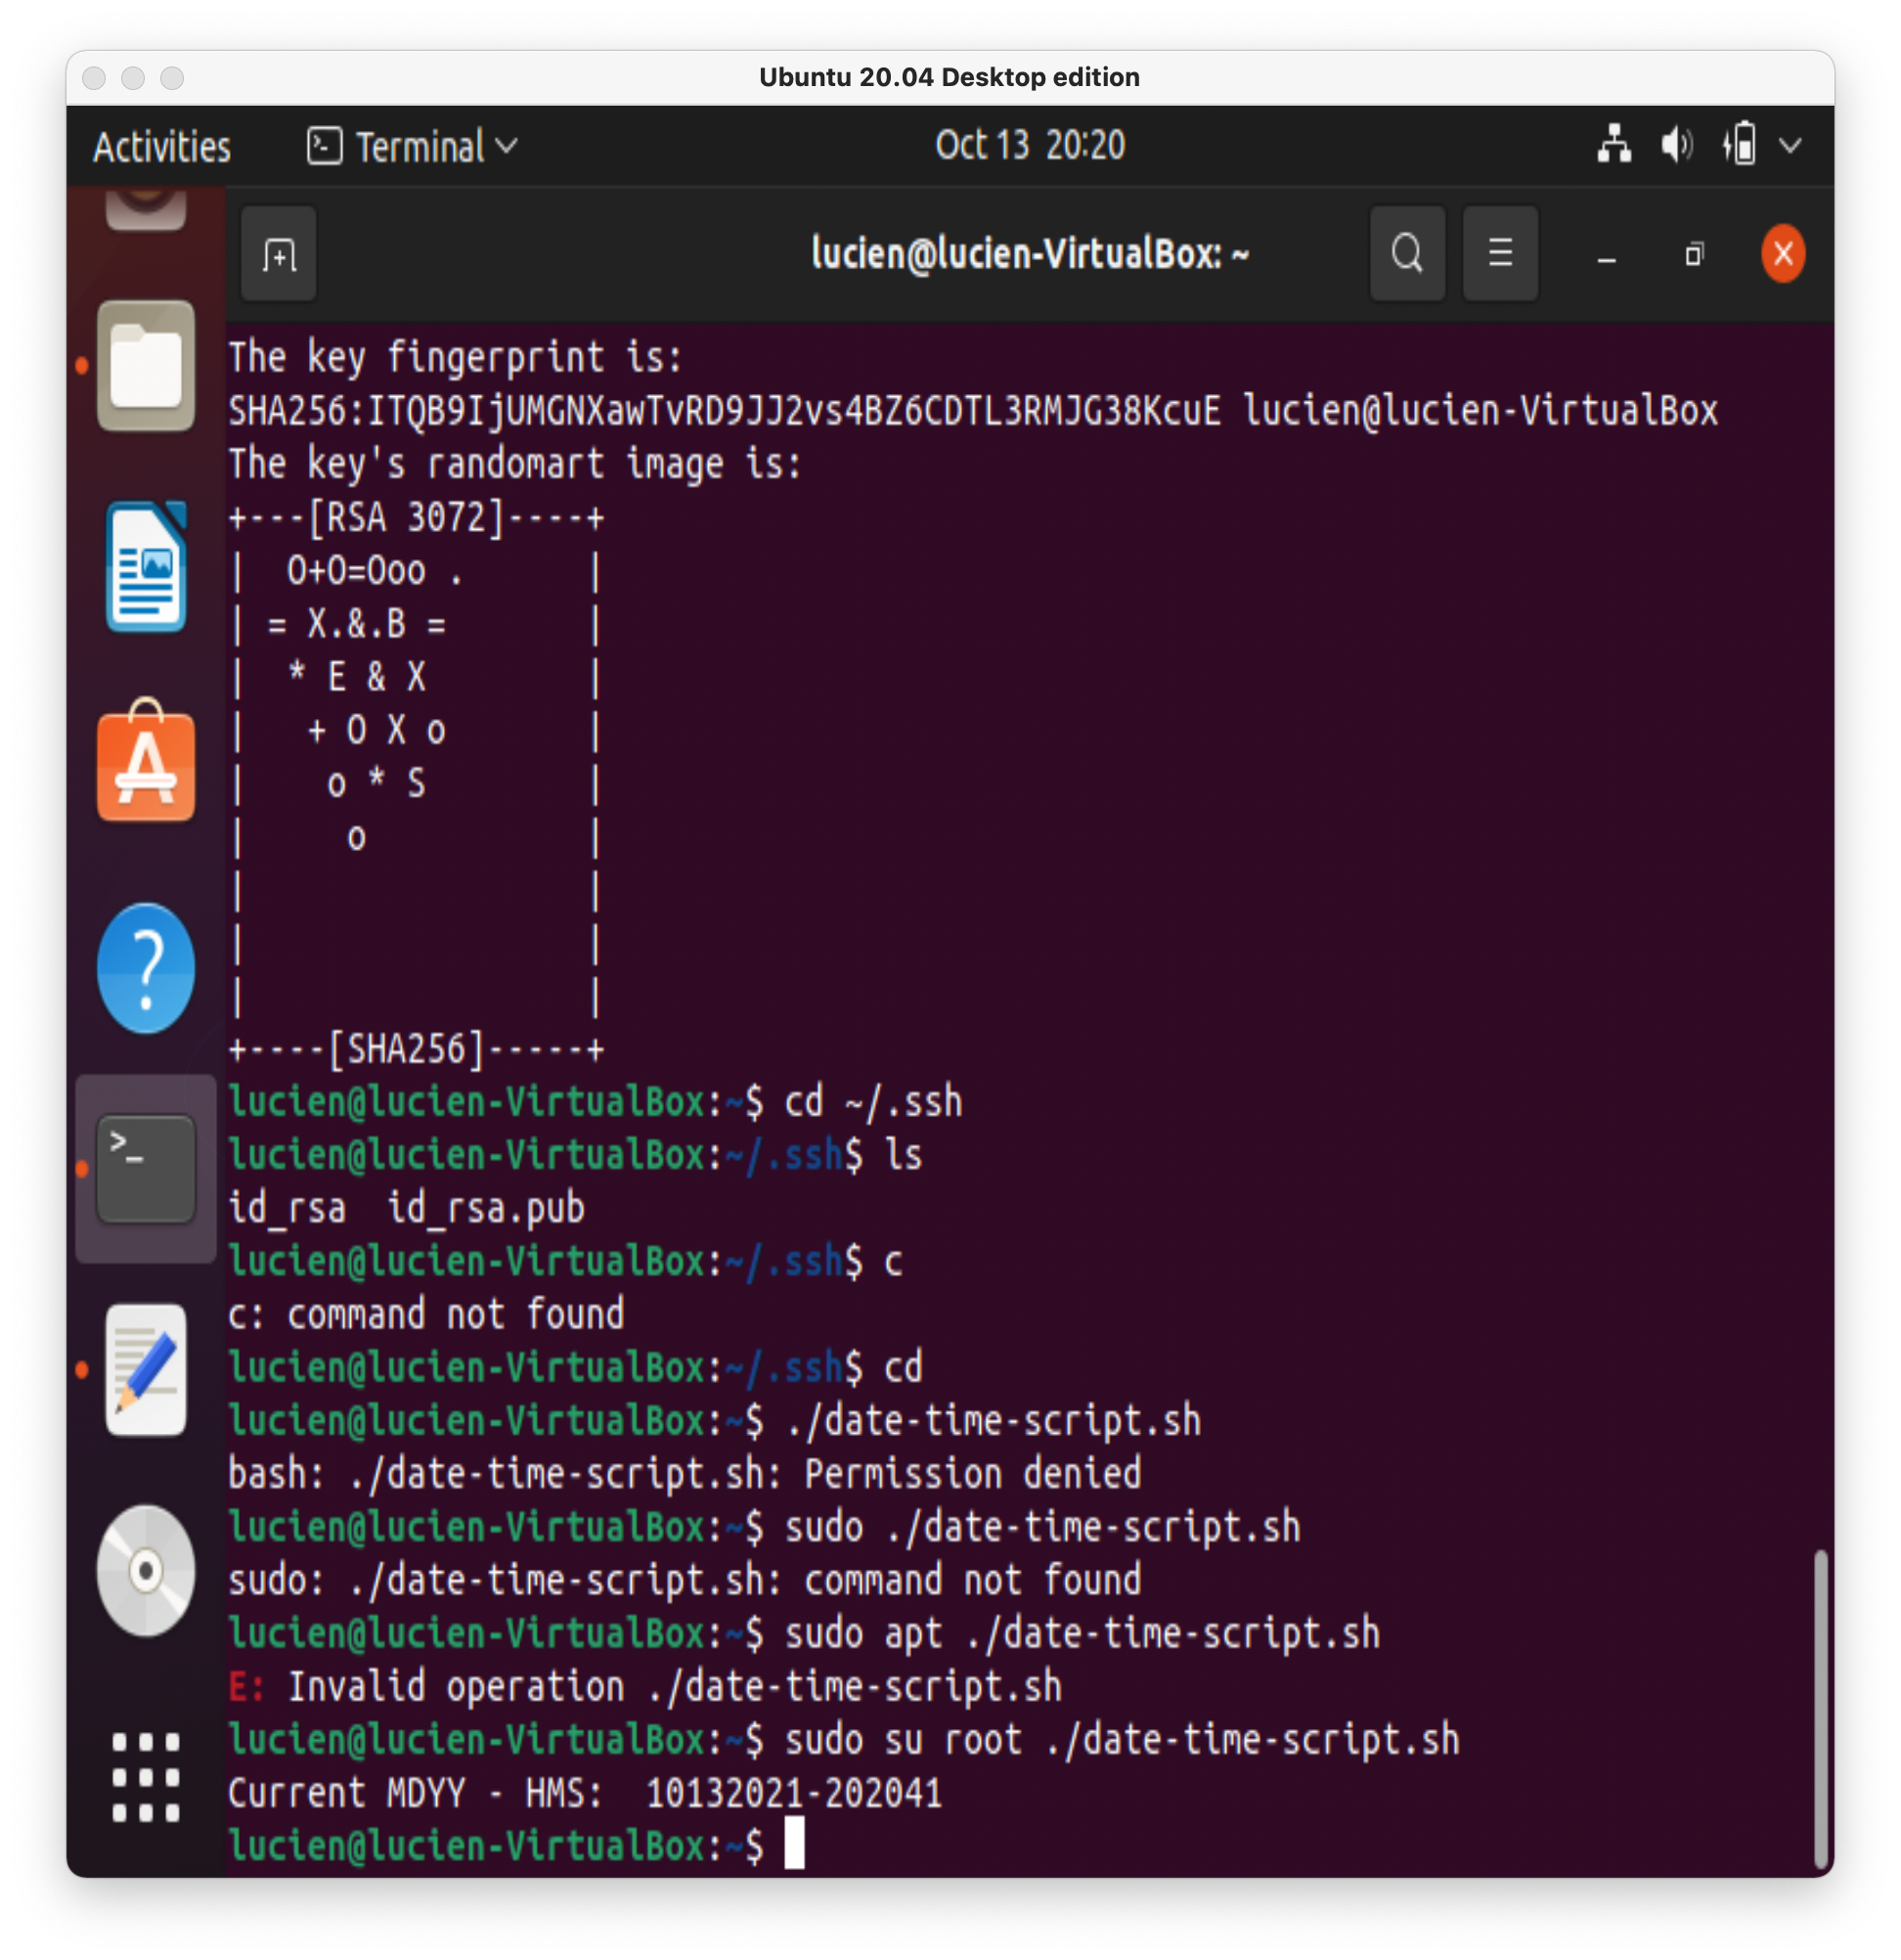 Ubuntu 20.04 Desktop edition
Activities Terminal Oct 13 20:20
lucien@lucien-VirtualBox: ~
The key fingerprint is:
SHA256:ITQB9IjUMGNXawTvRD9JJ2vs4BZ6CDTL3RMJG38KcuE lucien@lucien-VirtualBox
The key's randomart image is:
+---[RSA 3072]----+
|  O+O=Ooo .      |
| = X.&.B =       |
|  * E & X        |
|   + O X o       |
|    o * S        |
|     o           |
|                 |
|                 |
|                 |
+----[SHA256]-----+
lucien@lucien-VirtualBox:~$ cd ~/.ssh
lucien@lucien-VirtualBox:~/.ssh$ ls
id_rsa  id_rsa.pub
lucien@lucien-VirtualBox:~/.ssh$ c
c: command not found
lucien@lucien-VirtualBox:~/.ssh$ cd
lucien@lucien-VirtualBox:~$ ./date-time-script.sh
bash: ./date-time-script.sh: Permission denied
lucien@lucien-VirtualBox:~$ sudo ./date-time-script.sh
sudo: ./date-time-script.sh: command not found
lucien@lucien-VirtualBox:~$ sudo apt ./date-time-script.sh
E: Invalid operation ./date-time-script.sh
lucien@lucien-VirtualBox:~$ sudo su root ./date-time-script.sh
Current MDYY - HMS:  10132021-202041
lucien@lucien-VirtualBox:~$